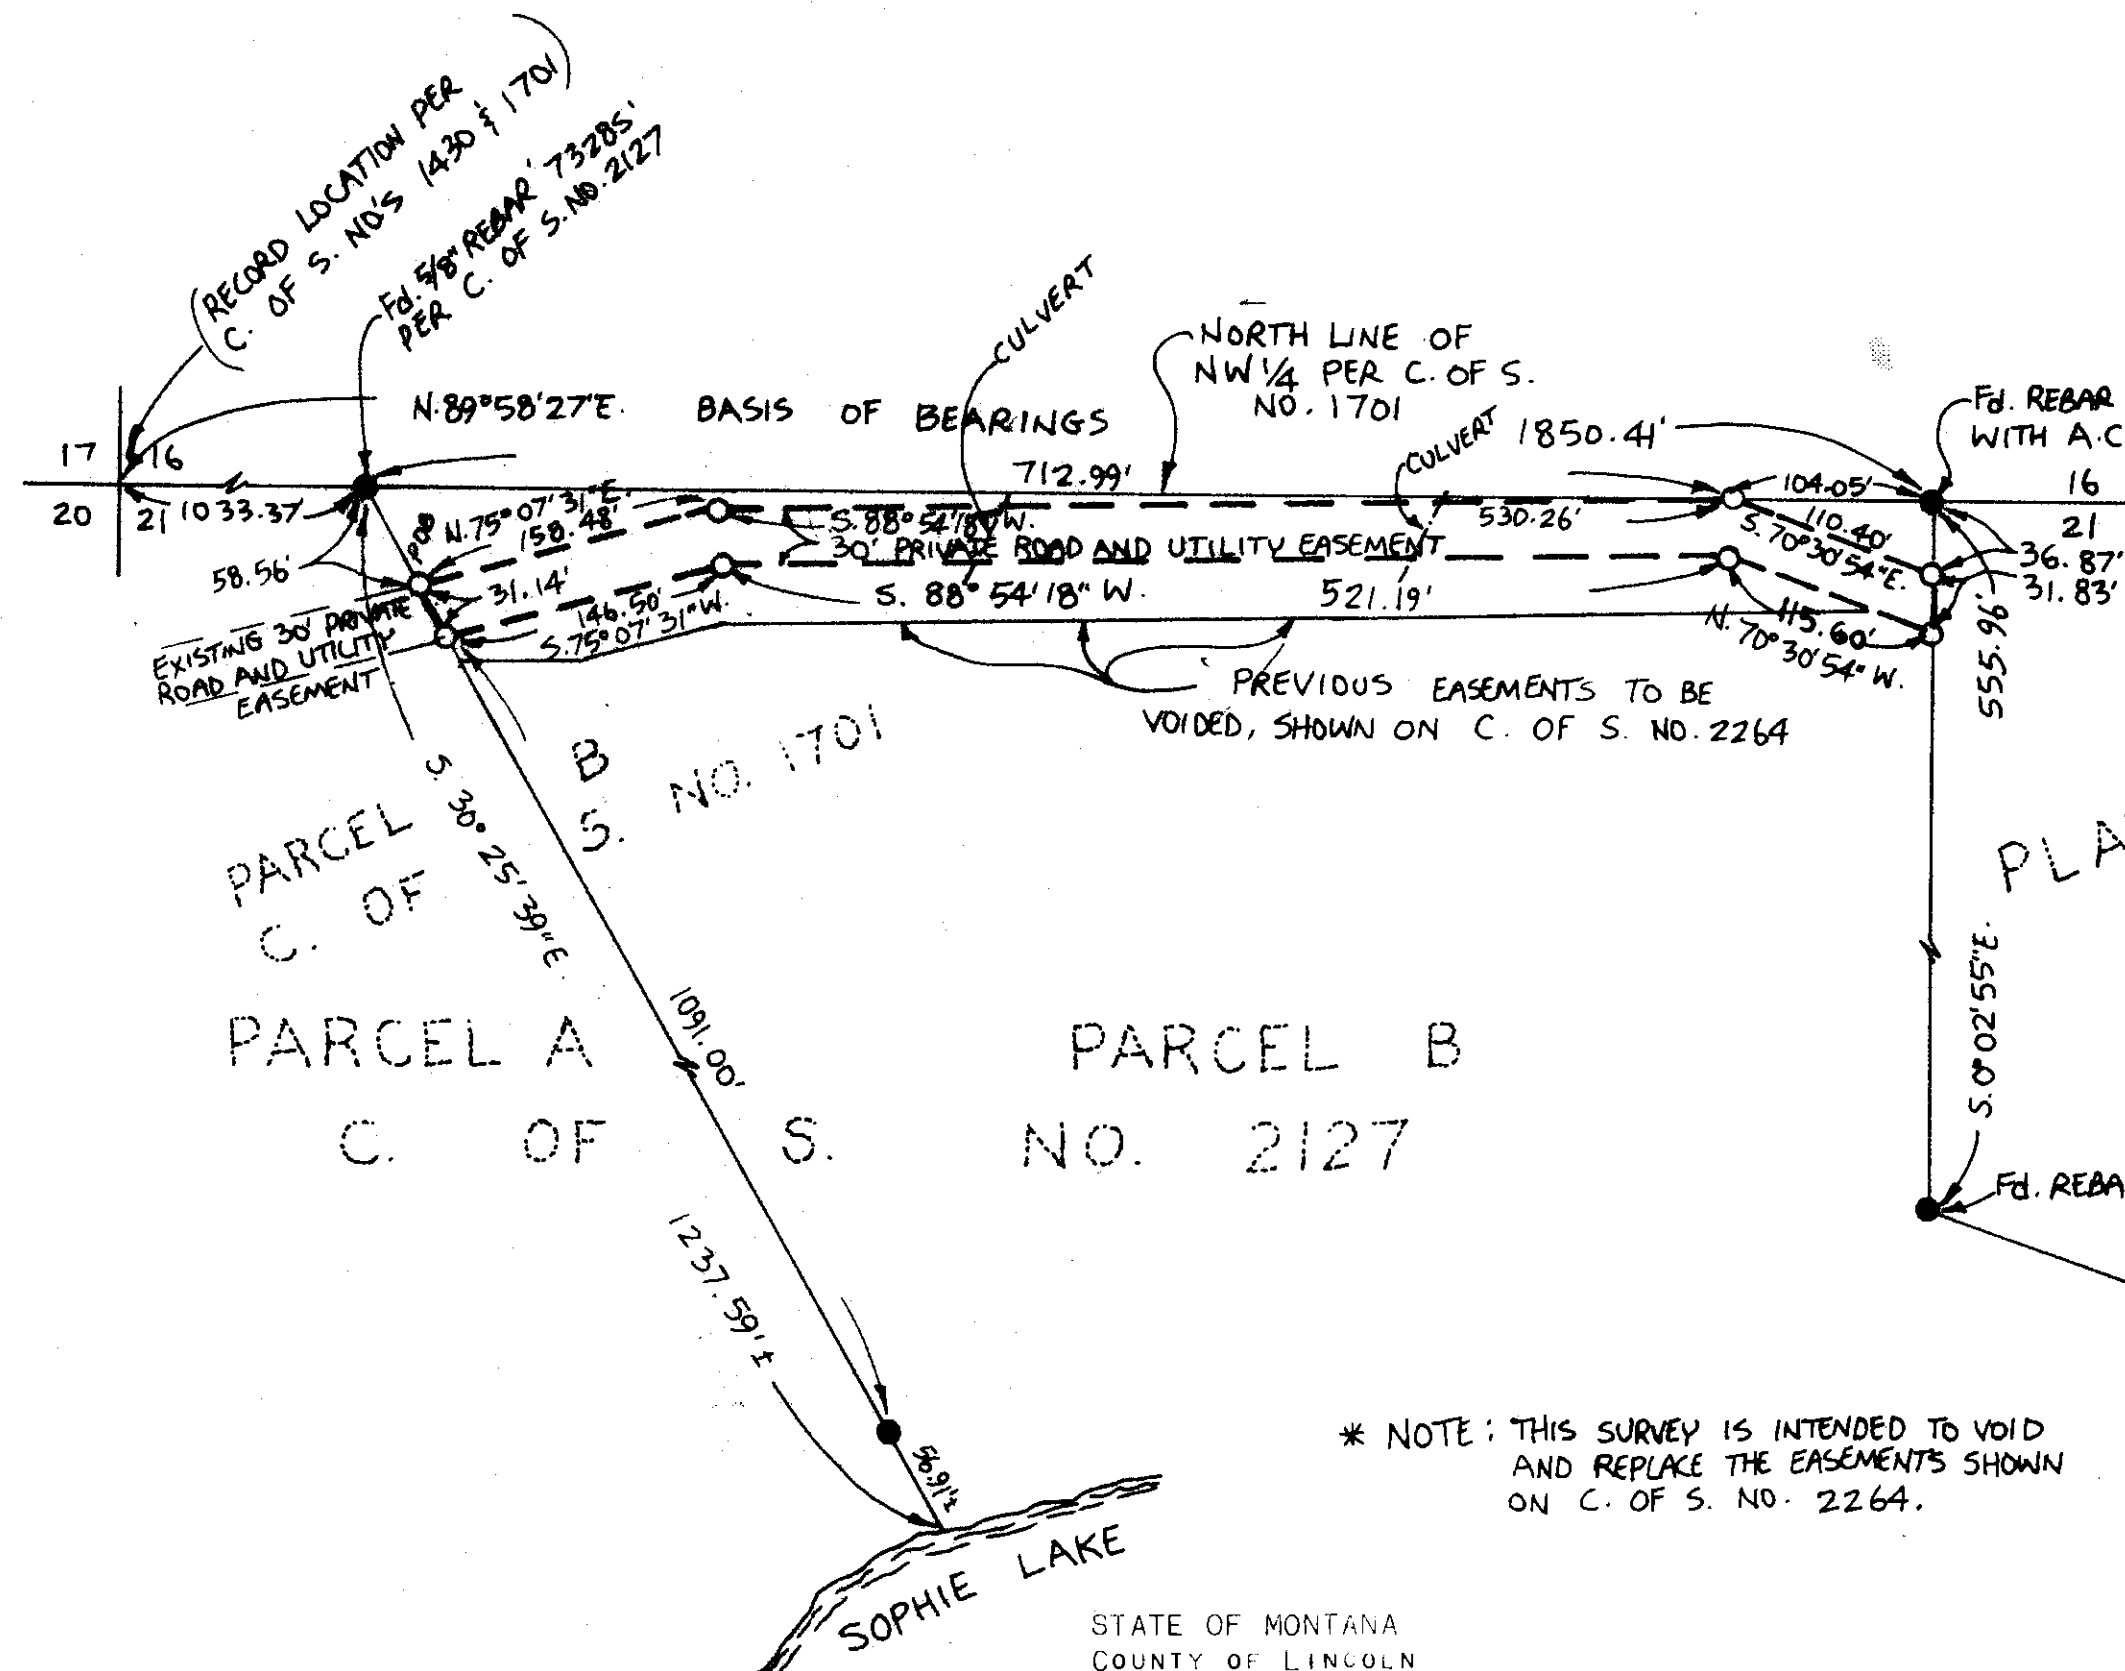 (RECORD LOCATION PER
C. OF S. NO'S 1430 & 1701)
Fd. 5/8" REBAR '7328S'
PER C. OF S. NO. 2127
CULVERT
NORTH LINE OF
NW 1/4 PER C. OF S.
NO. 1701
N. 89°58'27"E. BASIS OF BEARINGS
CULVERT
1850.41'
Fd. REBAR
WITH A.C
17 16
712.99'
104.05'
16
20 21 1033.37'
21
N. 75°07'31"E.
158.48'
S. 88°54'18" W.
530.26'
110.40'
S. 70°30'54"E.
POB
30' PRIVATE ROAD AND UTILITY EASEMENT
36.87'
58.56'
31.14'
31.83'
146.50'
S. 75°07'31"W.
S. 88°54'18" W.
521.19'
115.60'
N. 70°30'54" W.
555.96'
EXISTING 30' PRIVATE
ROAD AND UTILITY
EASEMENT
PREVIOUS EASEMENTS TO BE
VOIDED, SHOWN ON C. OF S. NO. 2264
PARCEL B
C. OF S. NO. 1701
S. 30°25'39"E.
PLA
S. 0°02'55"E.
1091.00'
PARCEL A
PARCEL B
C. OF S. NO. 2127
Fd. REBA
1237.59'±
56.91'±
* NOTE: THIS SURVEY IS INTENDED TO VOID
AND REPLACE THE EASEMENTS SHOWN
ON C. OF S. NO. 2264.
SOPHIE LAKE
STATE OF MONTANA
COUNTY OF LINCOLN